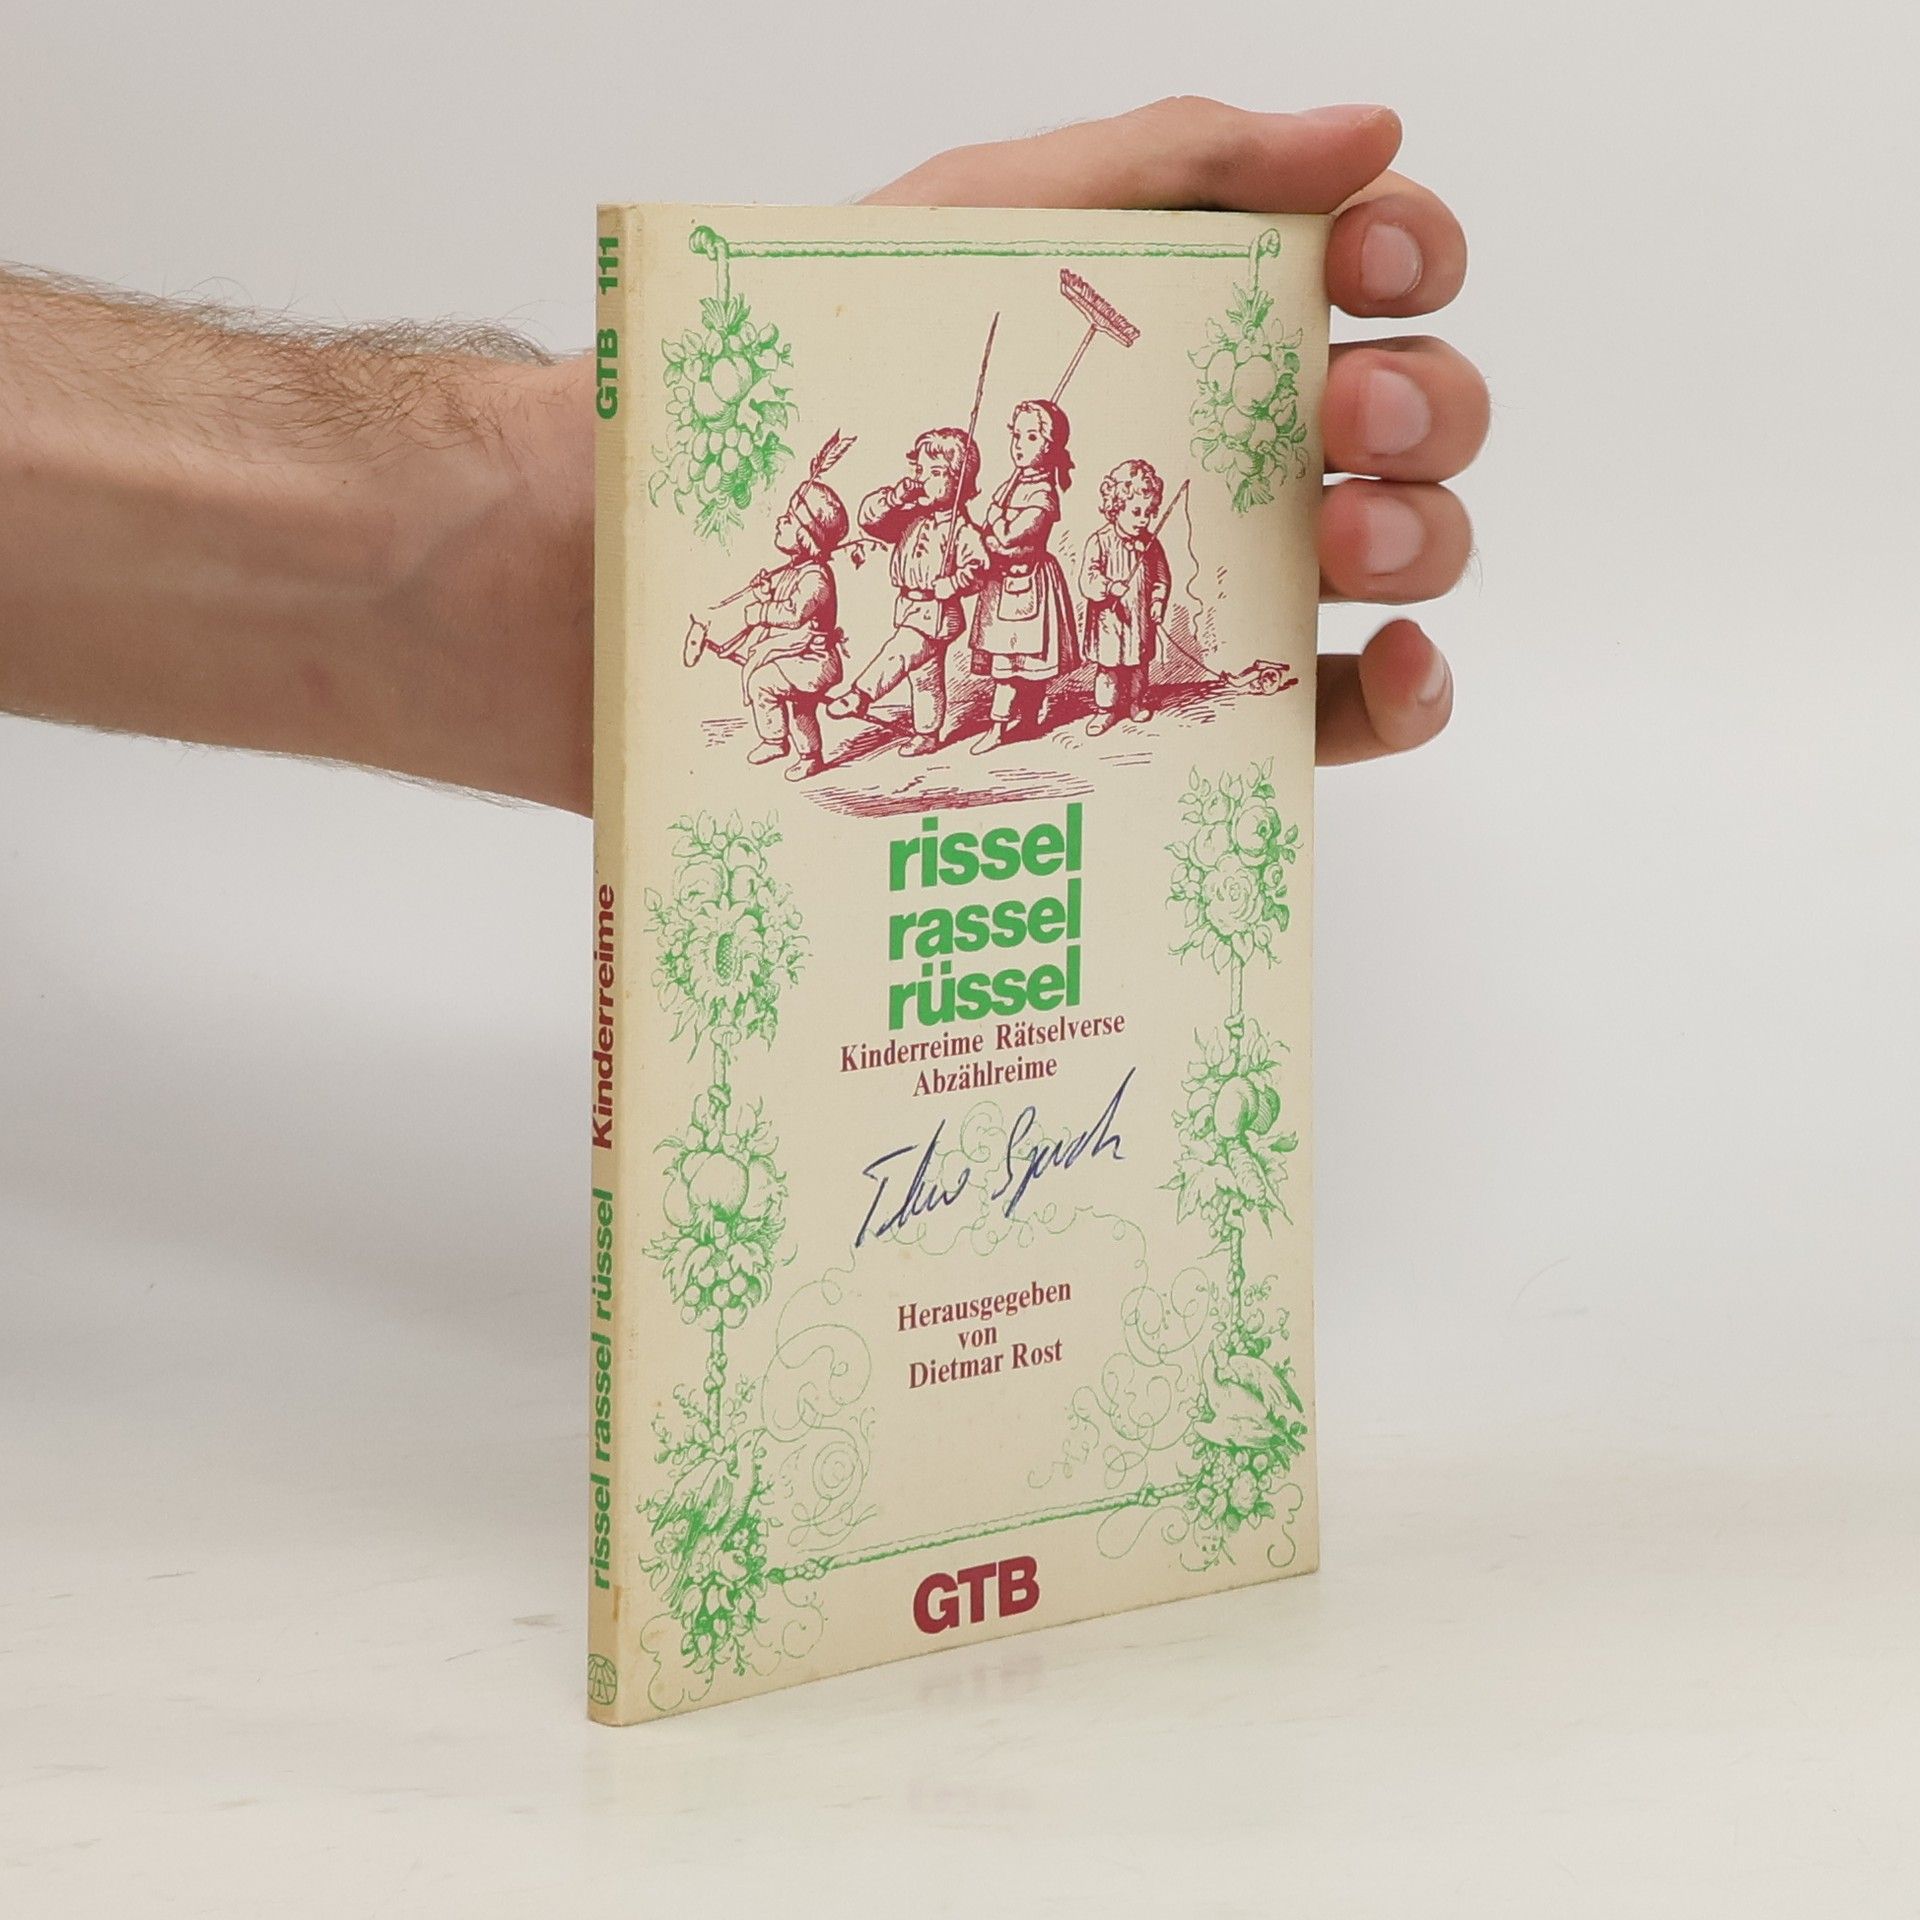 GTB 111
Kinderreime
rissel rassel rüssel
rissel
rassel
rüssel
Kinderreime Rätselverse
Abzählreime
Herausgegeben
von
Dietmar Rost
GTB